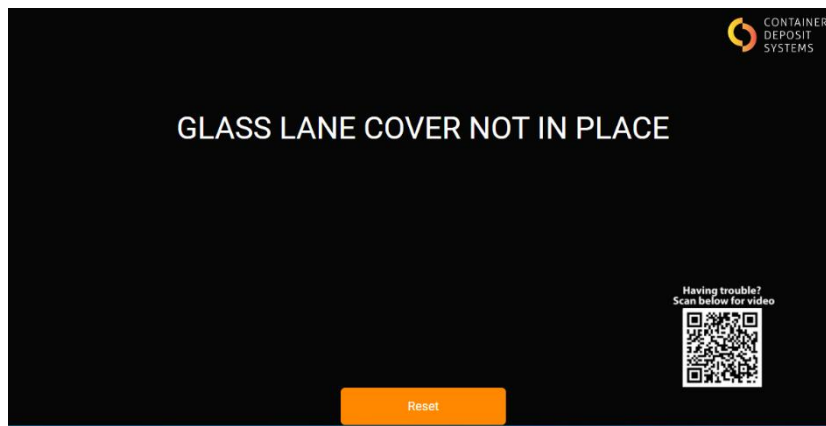 CONTAINER
DEPOSIT
SYSTEMS
GLASS LANE COVER NOT IN PLACE
Having trouble?
Scan below for video
Reset